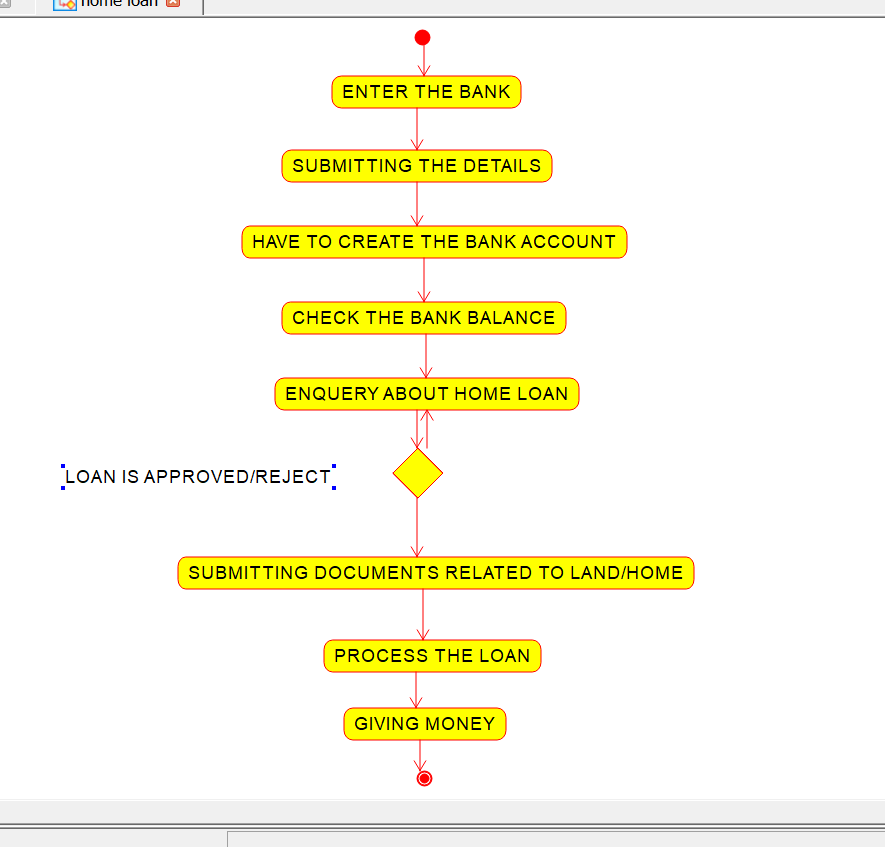 home loan
ENTER THE BANK
SUBMITTING THE DETAILS
HAVE TO CREATE THE BANK ACCOUNT
CHECK THE BANK BALANCE
ENQUERY ABOUT HOME LOAN
LOAN IS APPROVED/REJECT
SUBMITTING DOCUMENTS RELATED TO LAND/HOME
PROCESS THE LOAN
GIVING MONEY